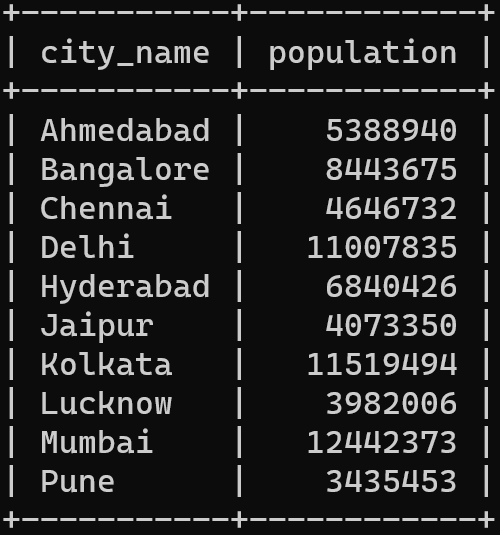 +-----------+------------+
| city_name | population |
+-----------+------------+
| Ahmedabad |    5388940 |
| Bangalore |    8443675 |
| Chennai   |    4646732 |
| Delhi     |   11007835 |
| Hyderabad |    6840426 |
| Jaipur    |    4073350 |
| Kolkata   |   11519494 |
| Lucknow   |    3982006 |
| Mumbai    |   12442373 |
| Pune      |    3435453 |
+-----------+------------+